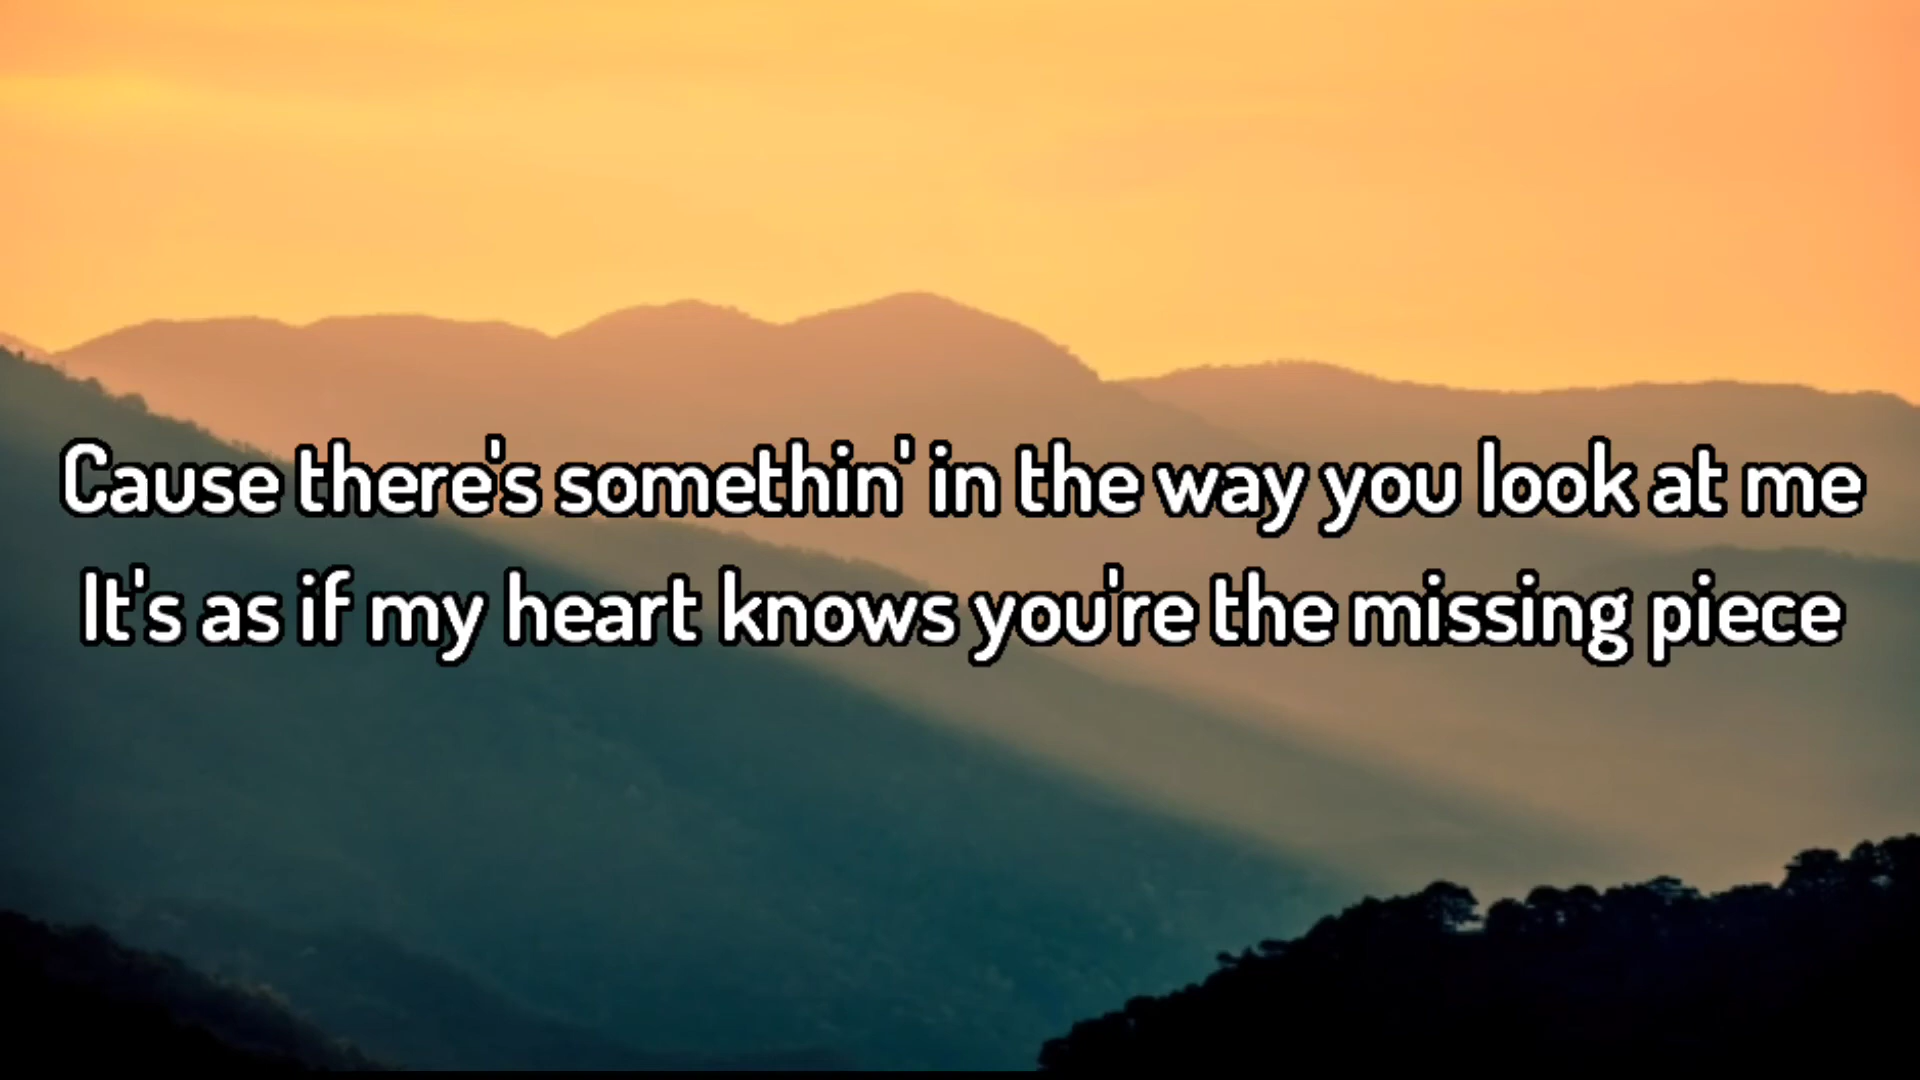 Cause there's somethin' in the way you look at me
It's as if my heart knows you're the missing piece